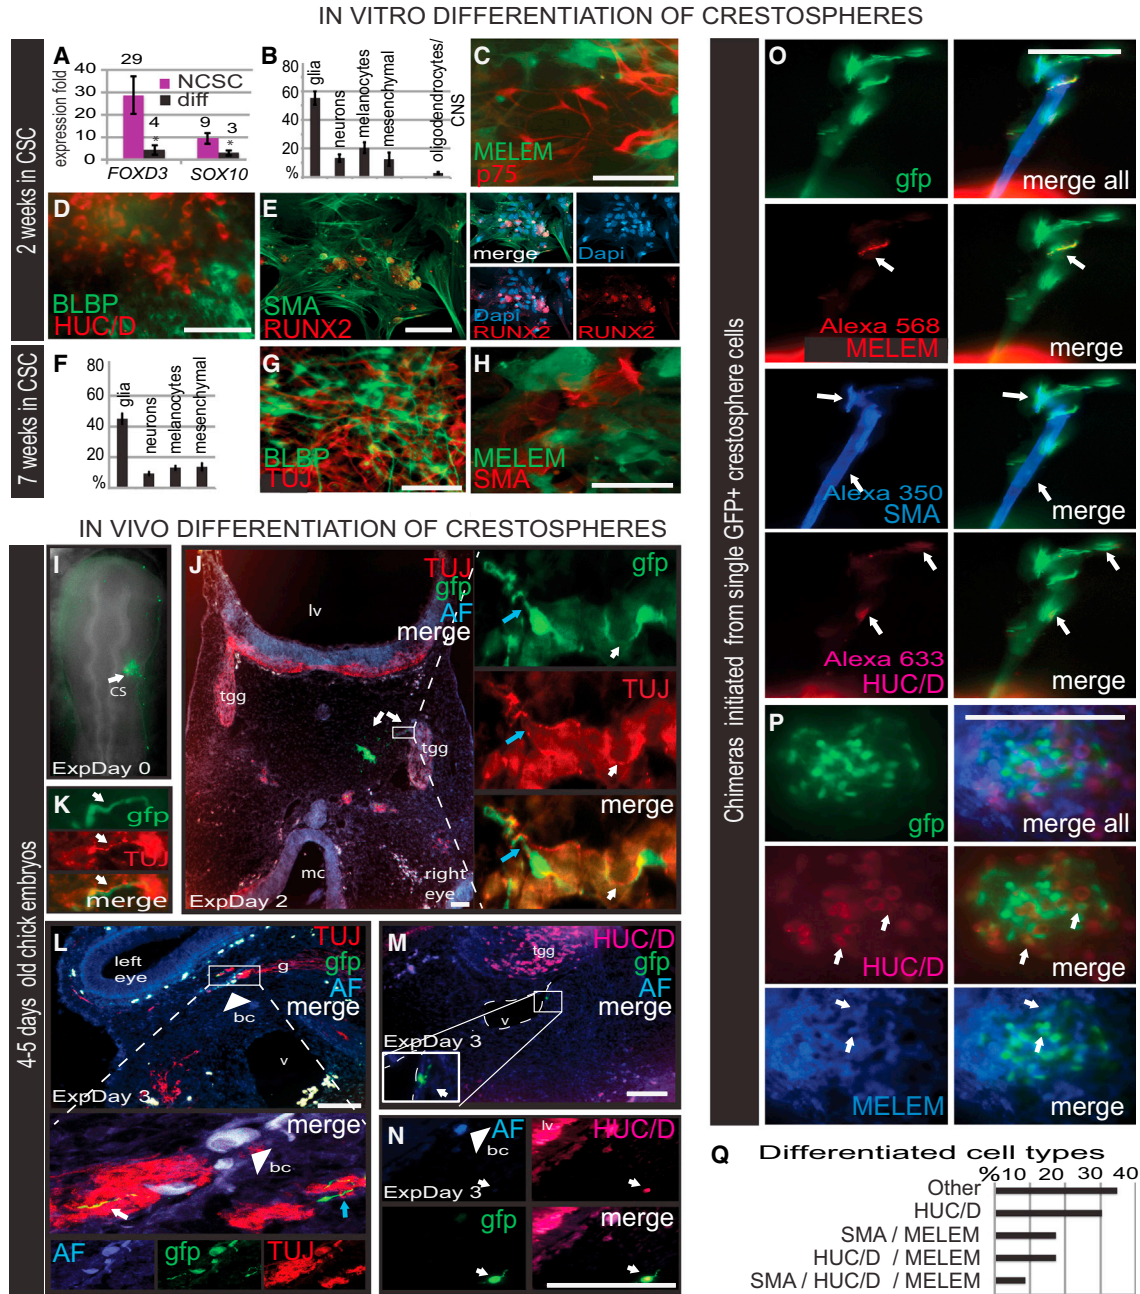 IN VITRO DIFFERENTIATION OF CRESTOSPHERES
2 weeks in CSC
A
29
40
30
20
10
0
expression fold
NCSC
diff
4
*
9
3
*
FOXD3
SOX10
B
80
60
40
20
%
glia
neurons
melanocytes
mesenchymal
oligodendrocytes/
CNS
C
MELEM
p75
D
BLBP
HUC/D
E
SMA
RUNX2
merge
Dapi
Dapi
RUNX2
RUNX2
7 weeks in CSC
F
80
60
40
20
%
glia
neurons
melanocytes
mesenchymal
G
BLBP
TUJ
H
MELEM
SMA
IN VIVO DIFFERENTIATION OF CRESTOSPHERES
4-5 days old chick embryos
I
cs
ExpDay 0
J
TUJ
gfp
AF
merge
lv
tgg
tgg
mc
right
eye
ExpDay 2
gfp
TUJ
merge
K
gfp
TUJ
merge
L
TUJ
gfp
AF
merge
left
eye
g
bc
v
ExpDay 3
merge
bc
AF
gfp
TUJ
M
HUC/D
gfp
AF
merge
tgg
v
ExpDay 3
N
AF
bc
ExpDay 3
lv
HUC/D
gfp
merge
Chimeras initiated from single GFP+ crestosphere cells
O
gfp
merge all
Alexa 568
MELEM
merge
Alexa 350
SMA
merge
Alexa 633
HUC/D
merge
P
gfp
merge all
HUC/D
merge
MELEM
merge
Q
Differentiated cell types
%10 20 30 40
Other
HUC/D
SMA / MELEM
HUC/D / MELEM
SMA / HUC/D / MELEM